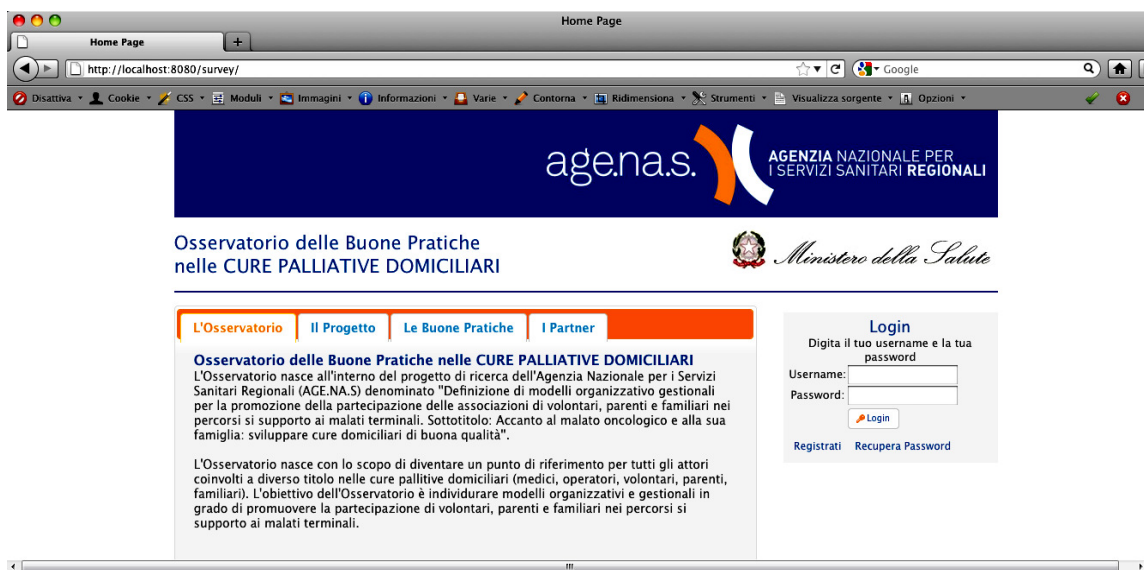 Home Page
Home Page
+
http://localhost:8080/survey/
Google
Disattiva Cookie CSS Moduli Immagini Informazioni Varie Contorna Ridimensiona Strumenti Visualizza sorgente Opzioni
age.na.s.
AGENZIA NAZIONALE PER
I SERVIZI SANITARI REGIONALI
Osservatorio delle Buone Pratiche
nelle CURE PALLIATIVE DOMICILIARI
Ministero della Salute
L'Osservatorio Il Progetto Le Buone Pratiche I Partner
Osservatorio delle Buone Pratiche nelle CURE PALLIATIVE DOMICILIARI
L'Osservatorio nasce all'interno del progetto di ricerca dell'Agenzia Nazionale per i Servizi
Sanitari Regionali (AGE.NA.S) denominato "Definizione di modelli organizzativo gestionali
per la promozione della partecipazione delle associazioni di volontari, parenti e familiari nei
percorsi si supporto ai malati terminali. Sottotitolo: Accanto al malato oncologico e alla sua
famiglia: sviluppare cure domiciliari di buona qualità".
L'Osservatorio nasce con lo scopo di diventare un punto di riferimento per tutti gli attori
coinvolti a diverso titolo nelle cure pallitive domiciliari (medici, operatori, volontari, parenti,
familiari). L'obiettivo dell'Osservatorio è individuare modelli organizzativi e gestionali in
grado di promuovere la partecipazione di volontari, parenti e familiari nei percorsi si
supporto ai malati terminali.
Login
Digita il tuo username e la tua
password
Username:
Password:
Login
Registrati Recupera Password